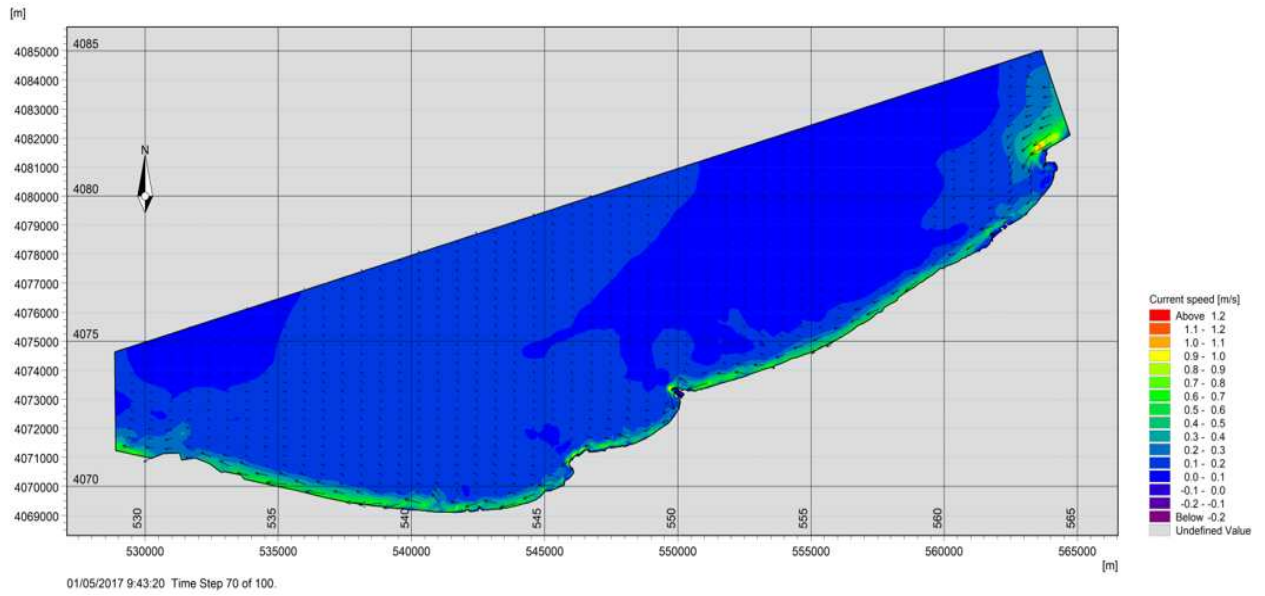 [m]
4085000
4084000
4083000
4082000
4081000
4080000
4079000
4078000
4077000
4076000
4075000
4074000
4073000
4072000
4071000
4070000
4069000
4085
4080
4075
4070
N
530
535
540
545
550
555
560
565
530000 535000 540000 545000 550000 555000 560000 565000
[m]
Current speed [m/s]
Above 1.2
1.1 - 1.2
1.0 - 1.1
0.9 - 1.0
0.8 - 0.9
0.7 - 0.8
0.6 - 0.7
0.5 - 0.6
0.4 - 0.5
0.3 - 0.4
0.2 - 0.3
0.1 - 0.2
0.0 - 0.1
-0.1 - 0.0
-0.2 - -0.1
Below -0.2
Undefined Value
01/05/2017 9:43:20 Time Step 70 of 100.